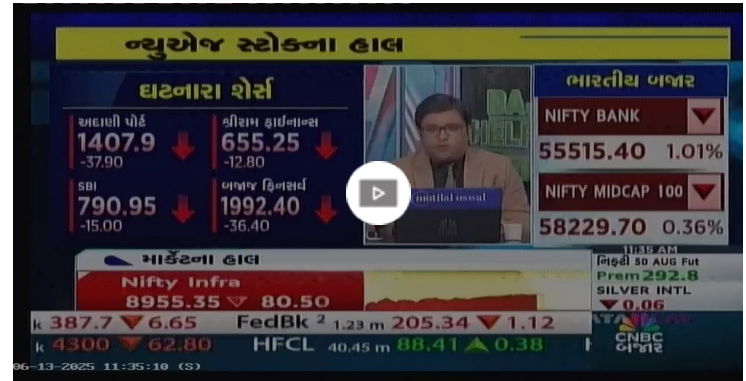 ન્યુએજ સ્ટોકના હાલ
ઘટનારા શેર્સ
અદાણી પોર્ટ
1407.9
-37.90
શ્રીરામ ફાઈનાન્સ
655.25
-12.80
SBI
790.95
-15.00
બજાજ ફિનસર્વ
1992.40
-36.40
motilal oswal
ભારતીય બજાર
NIFTY BANK
55515.40 1.01%
NIFTY MIDCAP 100
58229.70 0.36%
માર્કેટના હાલ
Nifty Infra
8955.35 ▽ 80.50
11:35 AM
નિફ્ટી 50 AUG Fut
Prem 292.8
SILVER INTL
▼ 0.06
k 387.7 ▼ 6.65 FedBk 2 1.23 m 205.34 ▼ 1.12
k 4300 ▼ 62.80 HFCL 40.45 m 88.41 ▲ 0.38
CNBC
બજાર
06-13-2025 11:35:10 (S)